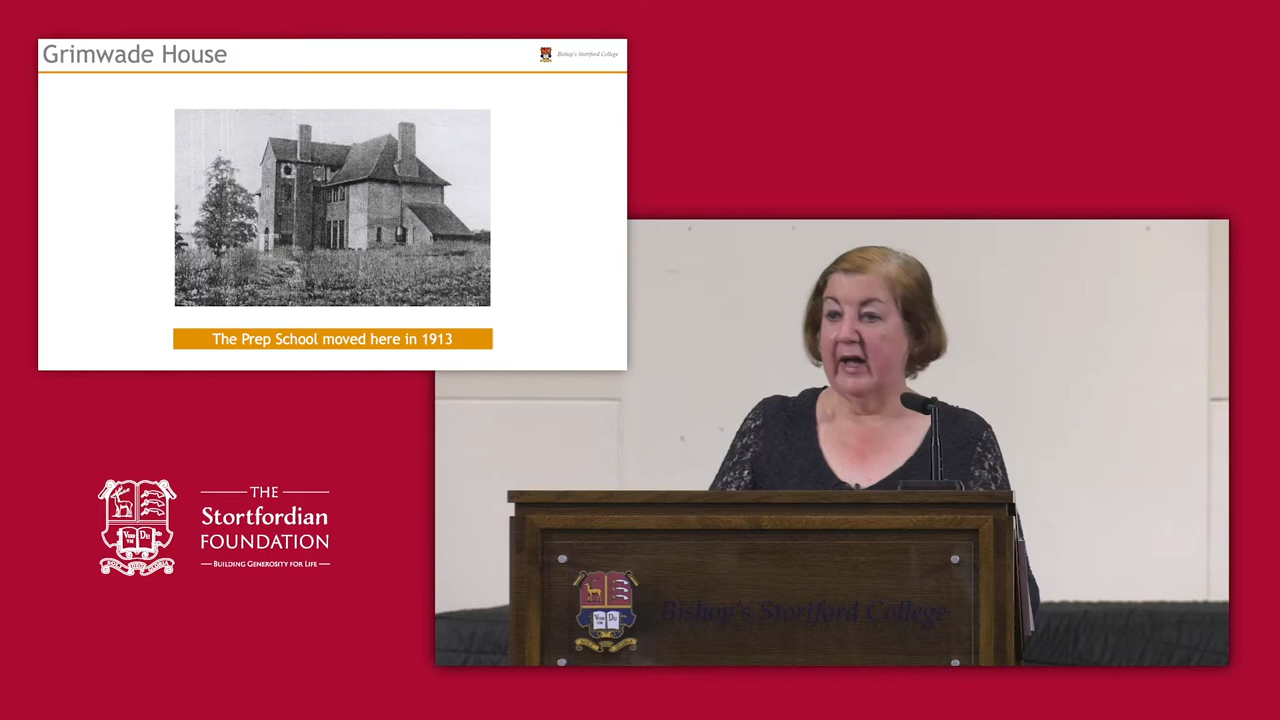 Grimwade House
Bishop's Stortford College
The Prep School moved here in 1913
THE
Stortfordian
FOUNDATION
BUILDING GENEROSITY FOR LIFE
Bishop's Stortford College